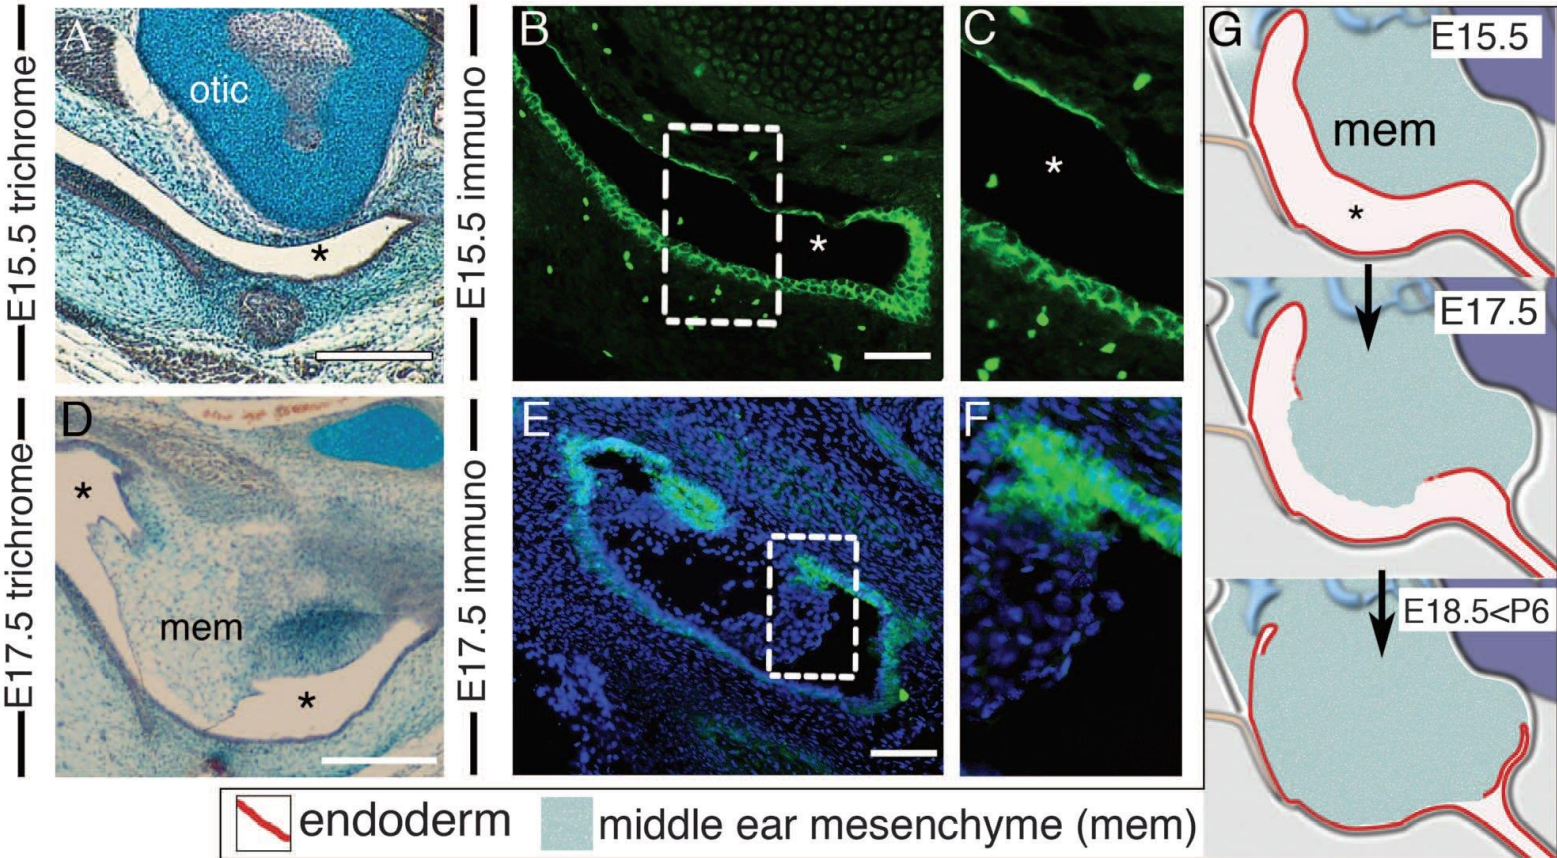 E15.5 trichrome
A
otic
*
E15.5 immuno
B
*
C
*
E17.5 trichrome
D
*
mem
*
E17.5 immuno
E
F
G
E15.5
mem
*
E17.5
E18.5<P6
endoderm
middle ear mesenchyme (mem)